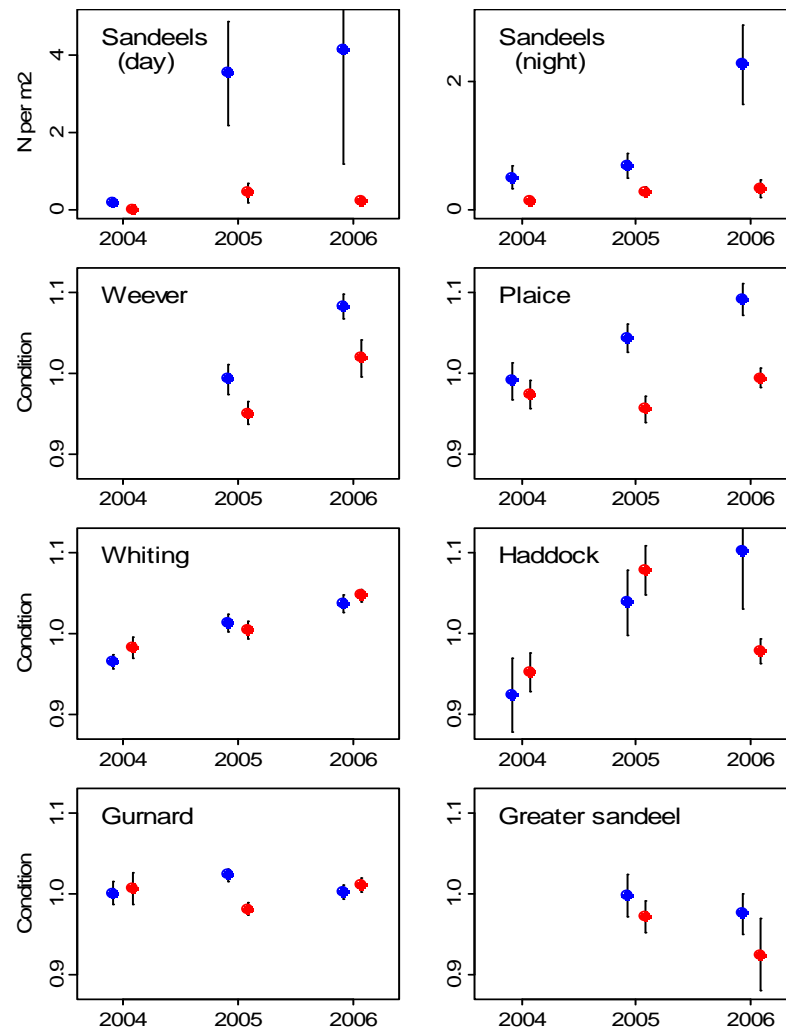 Sandeels
(day)
N per m2
4
2
0
2004 2005 2006
Sandeels
(night)
2
0
2004 2005 2006
Weever
Condition
1.1
1.0
0.9
2004 2005 2006
Plaice
1.1
1.0
0.9
2004 2005 2006
Whiting
Condition
1.1
1.0
0.9
2004 2005 2006
Haddock
1.1
1.0
0.9
2004 2005 2006
Gurnard
Condition
1.1
1.0
0.9
2004 2005 2006
Greater sandeel
1.1
1.0
0.9
2004 2005 2006